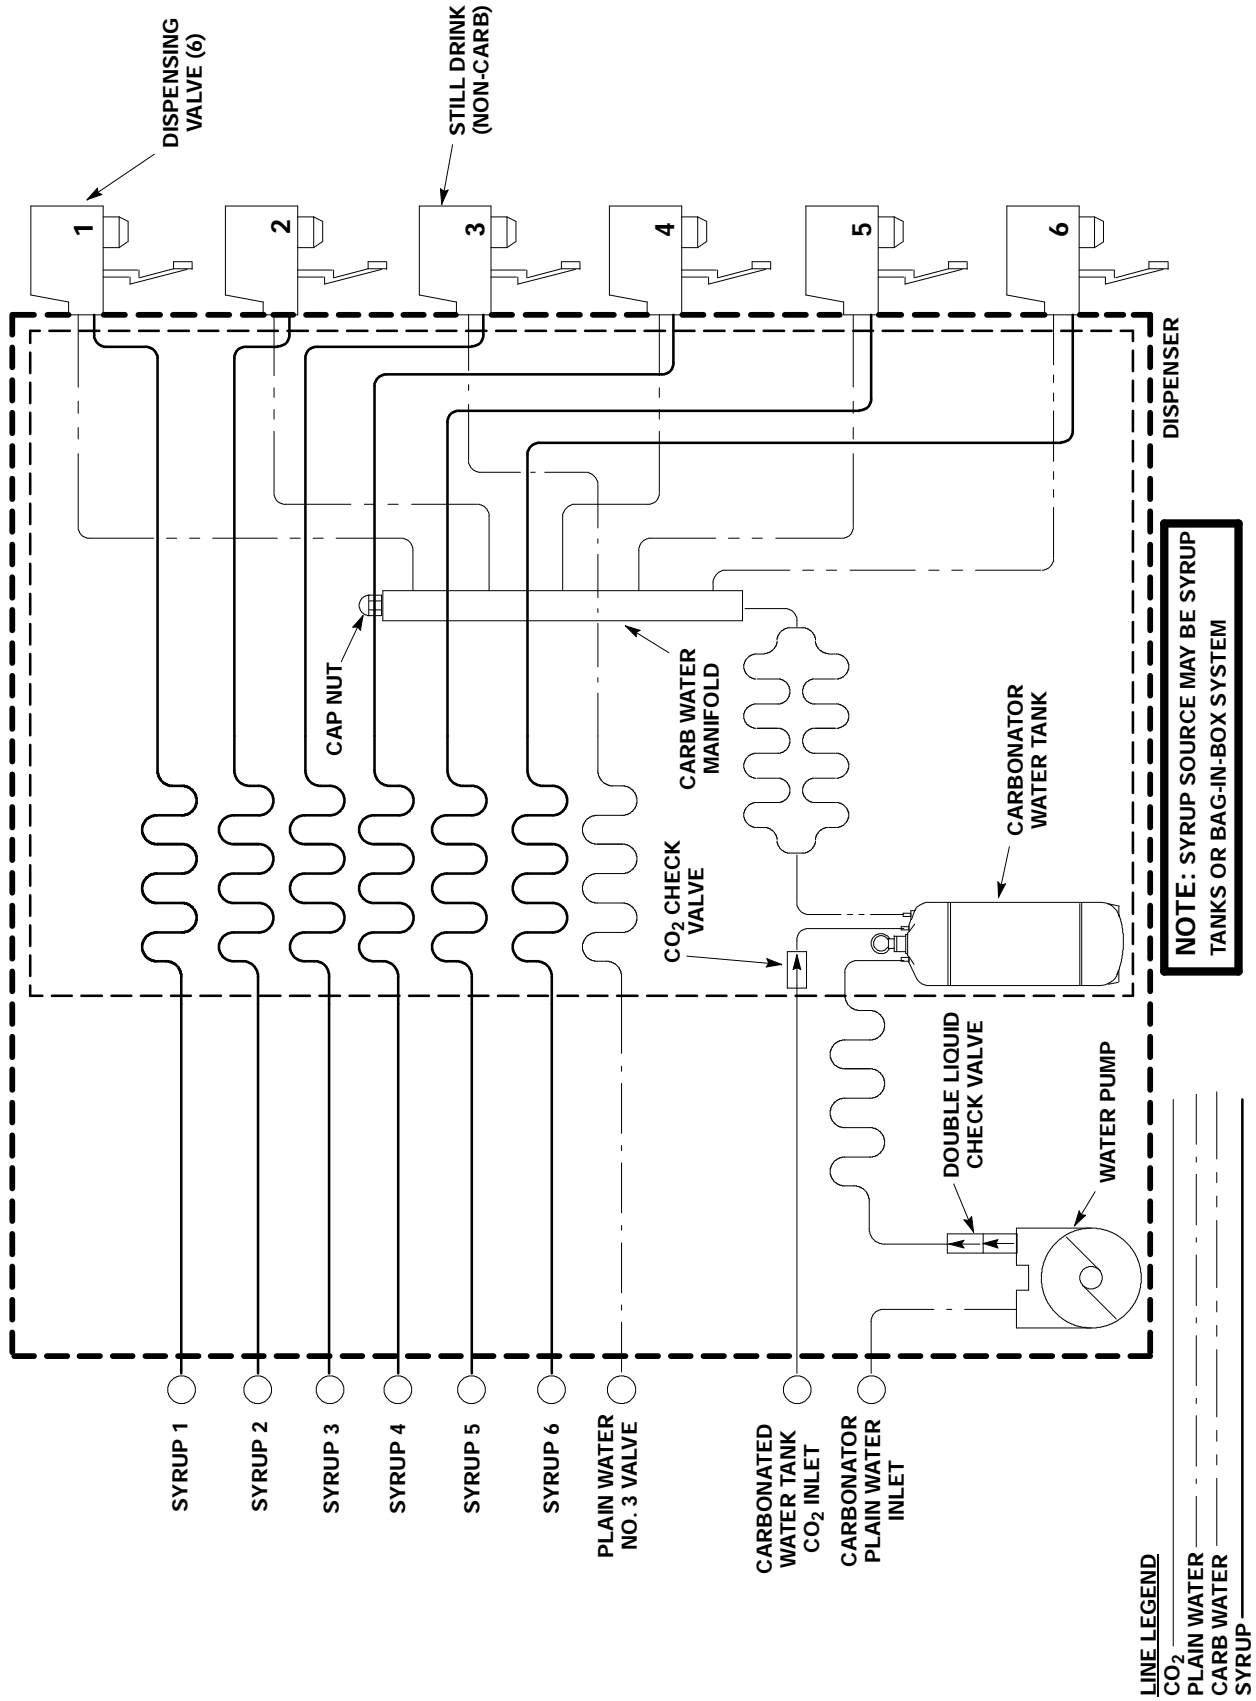 SYRUP 1
SYRUP 2
SYRUP 3
SYRUP 4
SYRUP 5
SYRUP 6
PLAIN WATER
NO. 3 VALVE
CARBONATED
WATER TANK
CO2 INLET
CARBONATOR
PLAIN WATER
INLET
CAP NUT
CARB WATER
MANIFOLD
CO2 CHECK
VALVE
DOUBLE LIQUID
CHECK VALVE
WATER PUMP
CARBONATOR
WATER TANK
DISPENSING
VALVE (6)
STILL DRINK
(NON-CARB)
1
2
3
4
5
6
DISPENSER
NOTE: SYRUP SOURCE MAY BE SYRUP
TANKS OR BAG-IN-BOX SYSTEM
LINE LEGEND
CO2
PLAIN WATER
CARB WATER
SYRUP